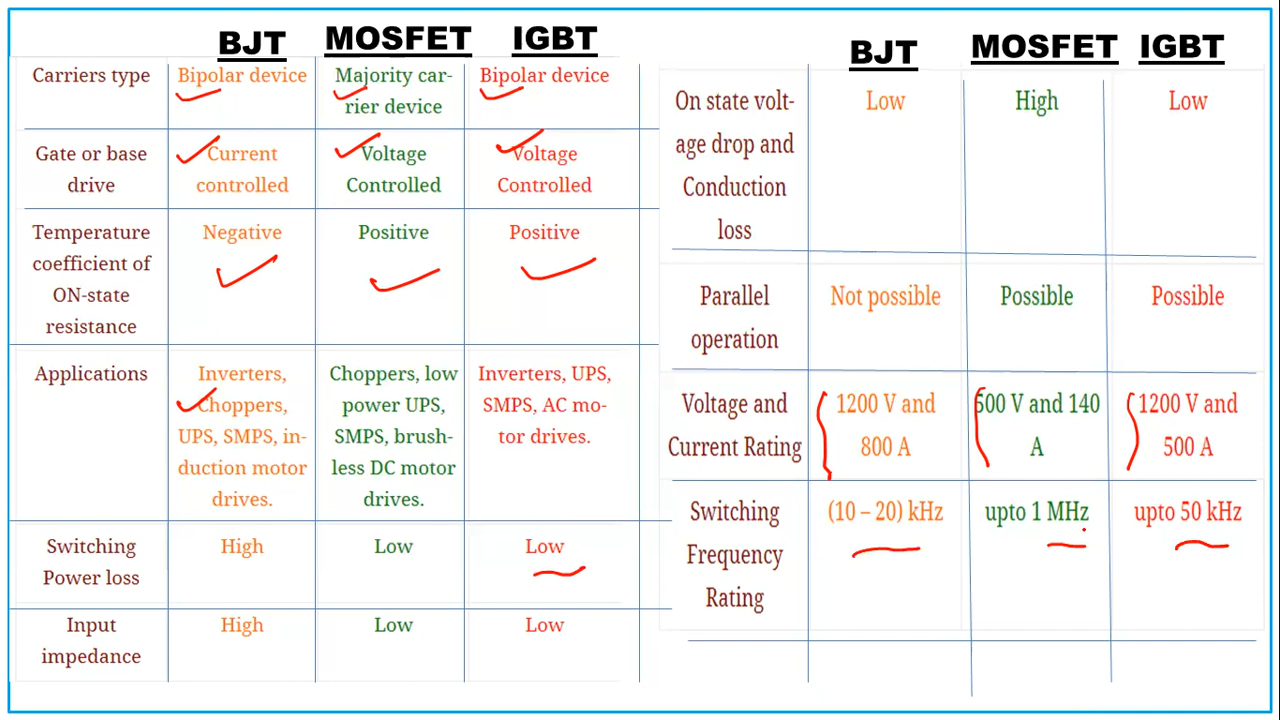 BJT MOSFET IGBT
Carriers type Bipolar device Majority car- Bipolar device
rier device
Gate or base Current Voltage Voltage
drive controlled Controlled Controlled
Temperature Negative Positive Positive
coefficient of
ON-state
resistance
Applications Inverters, Choppers, low Inverters, UPS,
Choppers, power UPS, SMPS, AC mo-
UPS, SMPS, in- SMPS, brush- tor drives.
duction motor less DC motor
drives. drives.
Switching High Low Low
Power loss
Input High Low Low
impedance
BJT MOSFET IGBT
On state volt- Low High Low
age drop and
Conduction
loss
Parallel Not possible Possible Possible
operation
Voltage and 1200 V and 500 V and 140 1200 V and
Current Rating 800 A A 500 A
Switching (10 – 20) kHz upto 1 MHz upto 50 kHz
Frequency
Rating